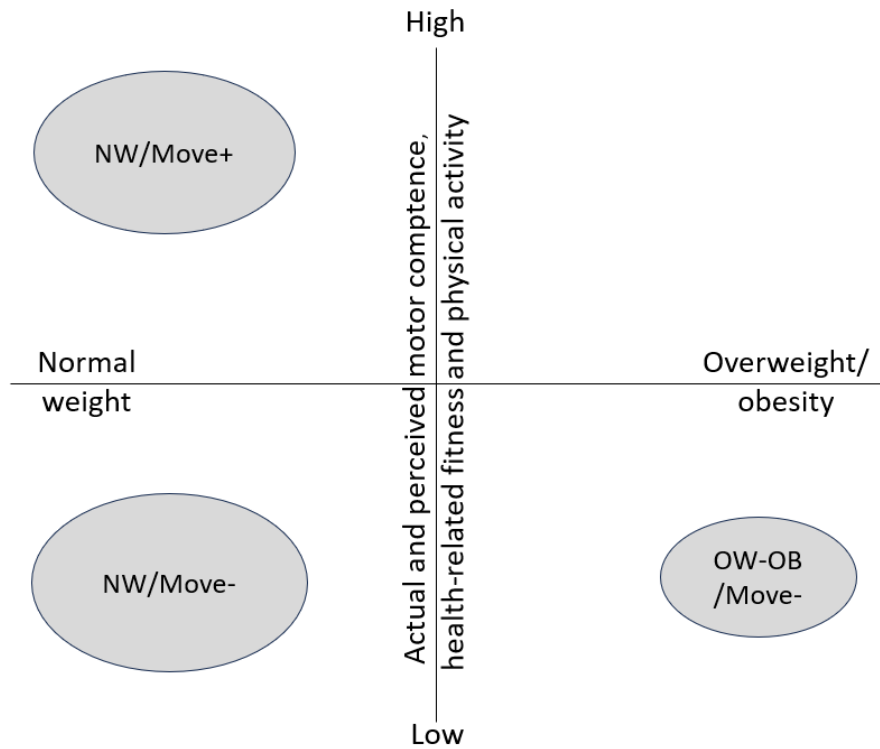 High
NW/Move+
Actual and perceived motor comptence,
health-related fitness and physical activity
Normal
weight
Overweight/
obesity
NW/Move-
OW-OB
/Move-
Low